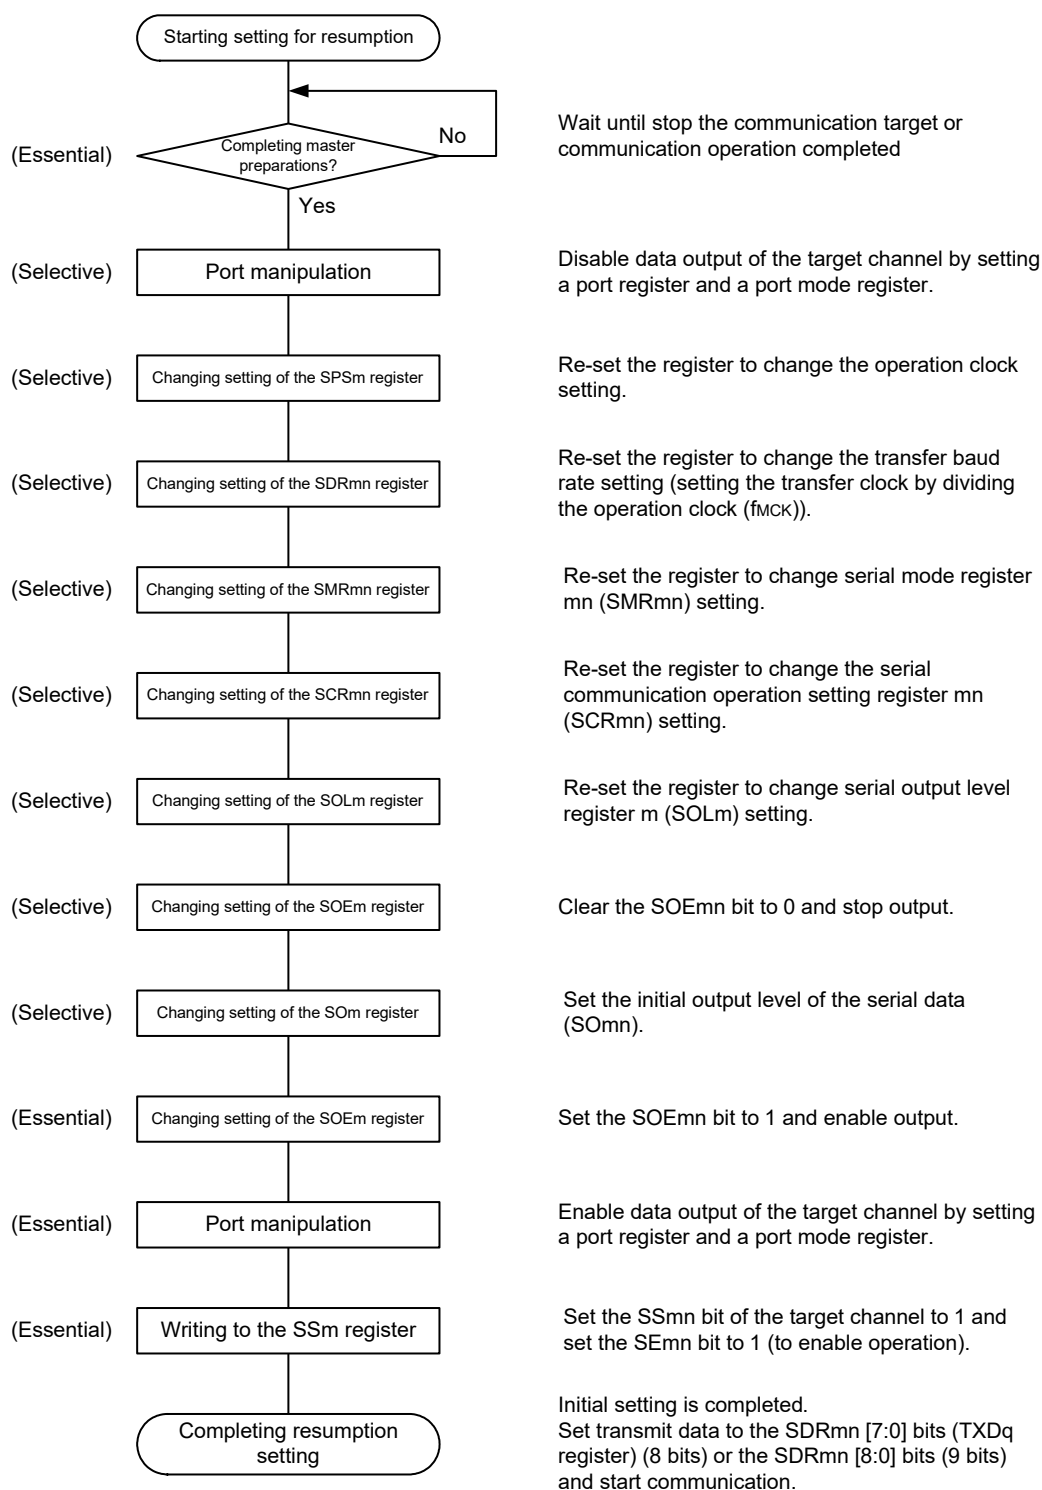 Starting setting for resumption
(Essential)
Completing master
preparations?
No
Yes
Wait until stop the communication target or
communication operation completed
(Selective)
Port manipulation
Disable data output of the target channel by setting
a port register and a port mode register.
(Selective)
Changing setting of the SPSm register
Re-set the register to change the operation clock
setting.
(Selective)
Changing setting of the SDRmn register
Re-set the register to change the transfer baud
rate setting (setting the transfer clock by dividing
the operation clock (fMCK)).
(Selective)
Changing setting of the SMRmn register
Re-set the register to change serial mode register
mn (SMRmn) setting.
(Selective)
Changing setting of the SCRmn register
Re-set the register to change the serial
communication operation setting register mn
(SCRmn) setting.
(Selective)
Changing setting of the SOLm register
Re-set the register to change serial output level
register m (SOLm) setting.
(Selective)
Changing setting of the SOEm register
Clear the SOEmn bit to 0 and stop output.
(Selective)
Changing setting of the SOm register
Set the initial output level of the serial data
(SOmn).
(Essential)
Changing setting of the SOEm register
Set the SOEmn bit to 1 and enable output.
(Essential)
Port manipulation
Enable data output of the target channel by setting
a port register and a port mode register.
(Essential)
Writing to the SSm register
Set the SSmn bit of the target channel to 1 and
set the SEmn bit to 1 (to enable operation).
Completing resumption
setting
Initial setting is completed.
Set transmit data to the SDRmn [7:0] bits (TXDq
register) (8 bits) or the SDRmn [8:0] bits (9 bits)
and start communication.